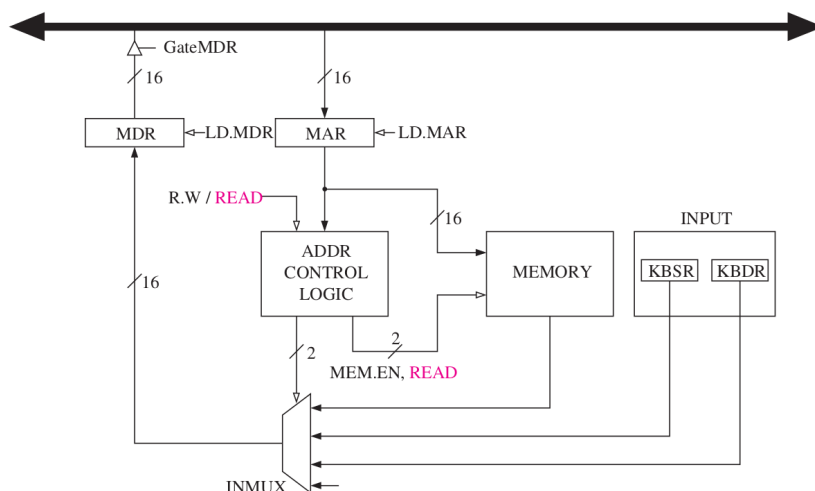 GateMDR
16
16
MDR
LD.MDR
MAR
LD.MAR
R.W / READ
16
INPUT
ADDR
CONTROL
LOGIC
MEMORY
KBSR
KBDR
16
2
2
MEM.EN, READ
INMUX